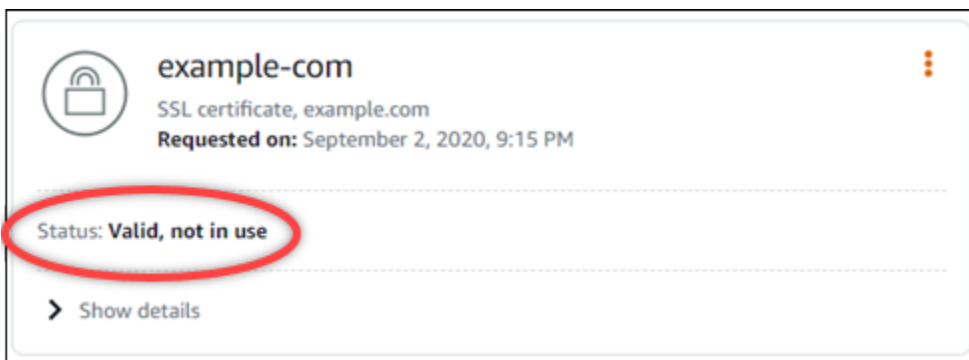 example-com
SSL certificate, example.com
Requested on: September 2, 2020, 9:15 PM
Status: Valid, not in use
Show details